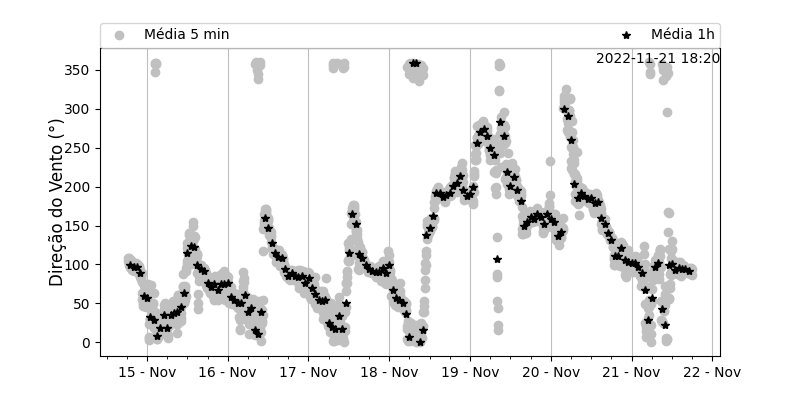 Média 5 min
Média 1h
2022-11-21 18:20
Direção do Vento (°)
350
300
250
200
150
100
50
0
15 - Nov
16 - Nov
17 - Nov
18 - Nov
19 - Nov
20 - Nov
21 - Nov
22 - Nov